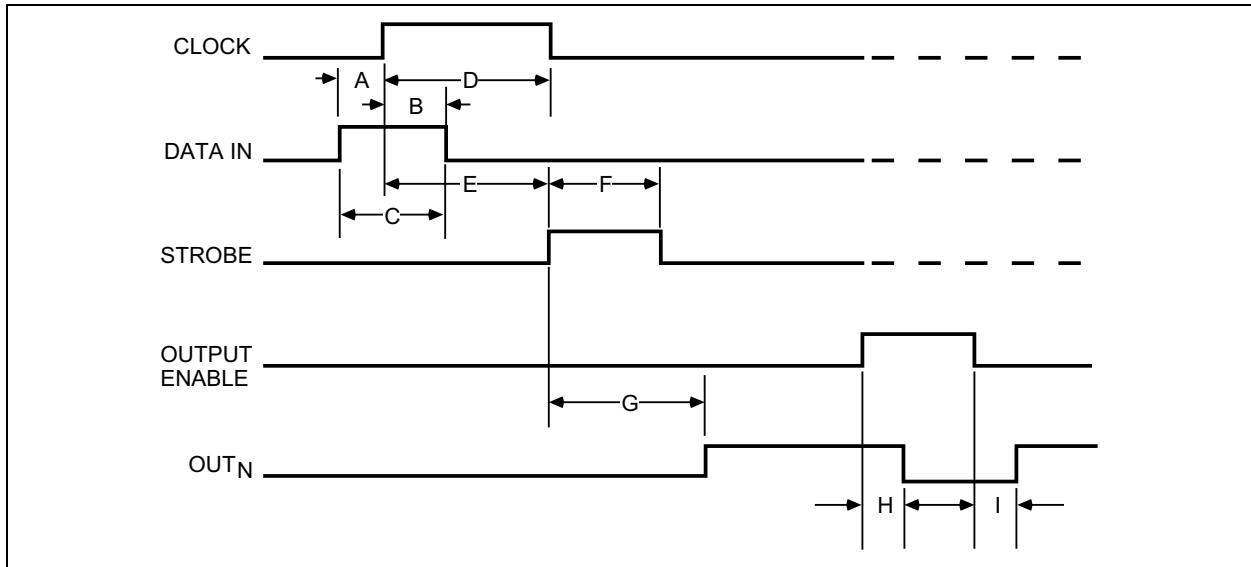 CLOCK
A
D
B
DATA IN
E
F
C
STROBE
OUTPUT
ENABLE
G
OUTN
H
I